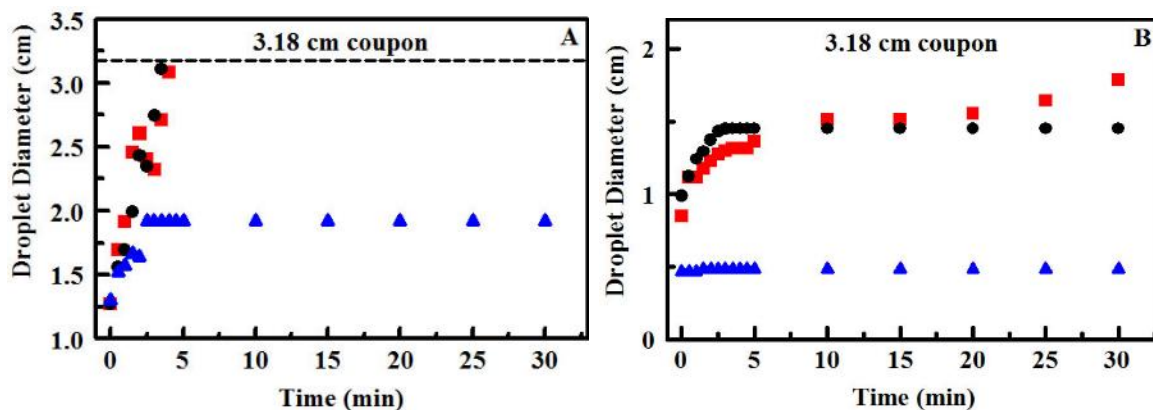 3.5
3.0
2.5
2.0
1.5
1.0
Droplet Diameter (cm)
3.18 cm coupon
A
0 5 10 15 20 25 30
Time (min)
2
1
0
Droplet Diameter (cm)
3.18 cm coupon
B
0 5 10 15 20 25 30
Time (min)